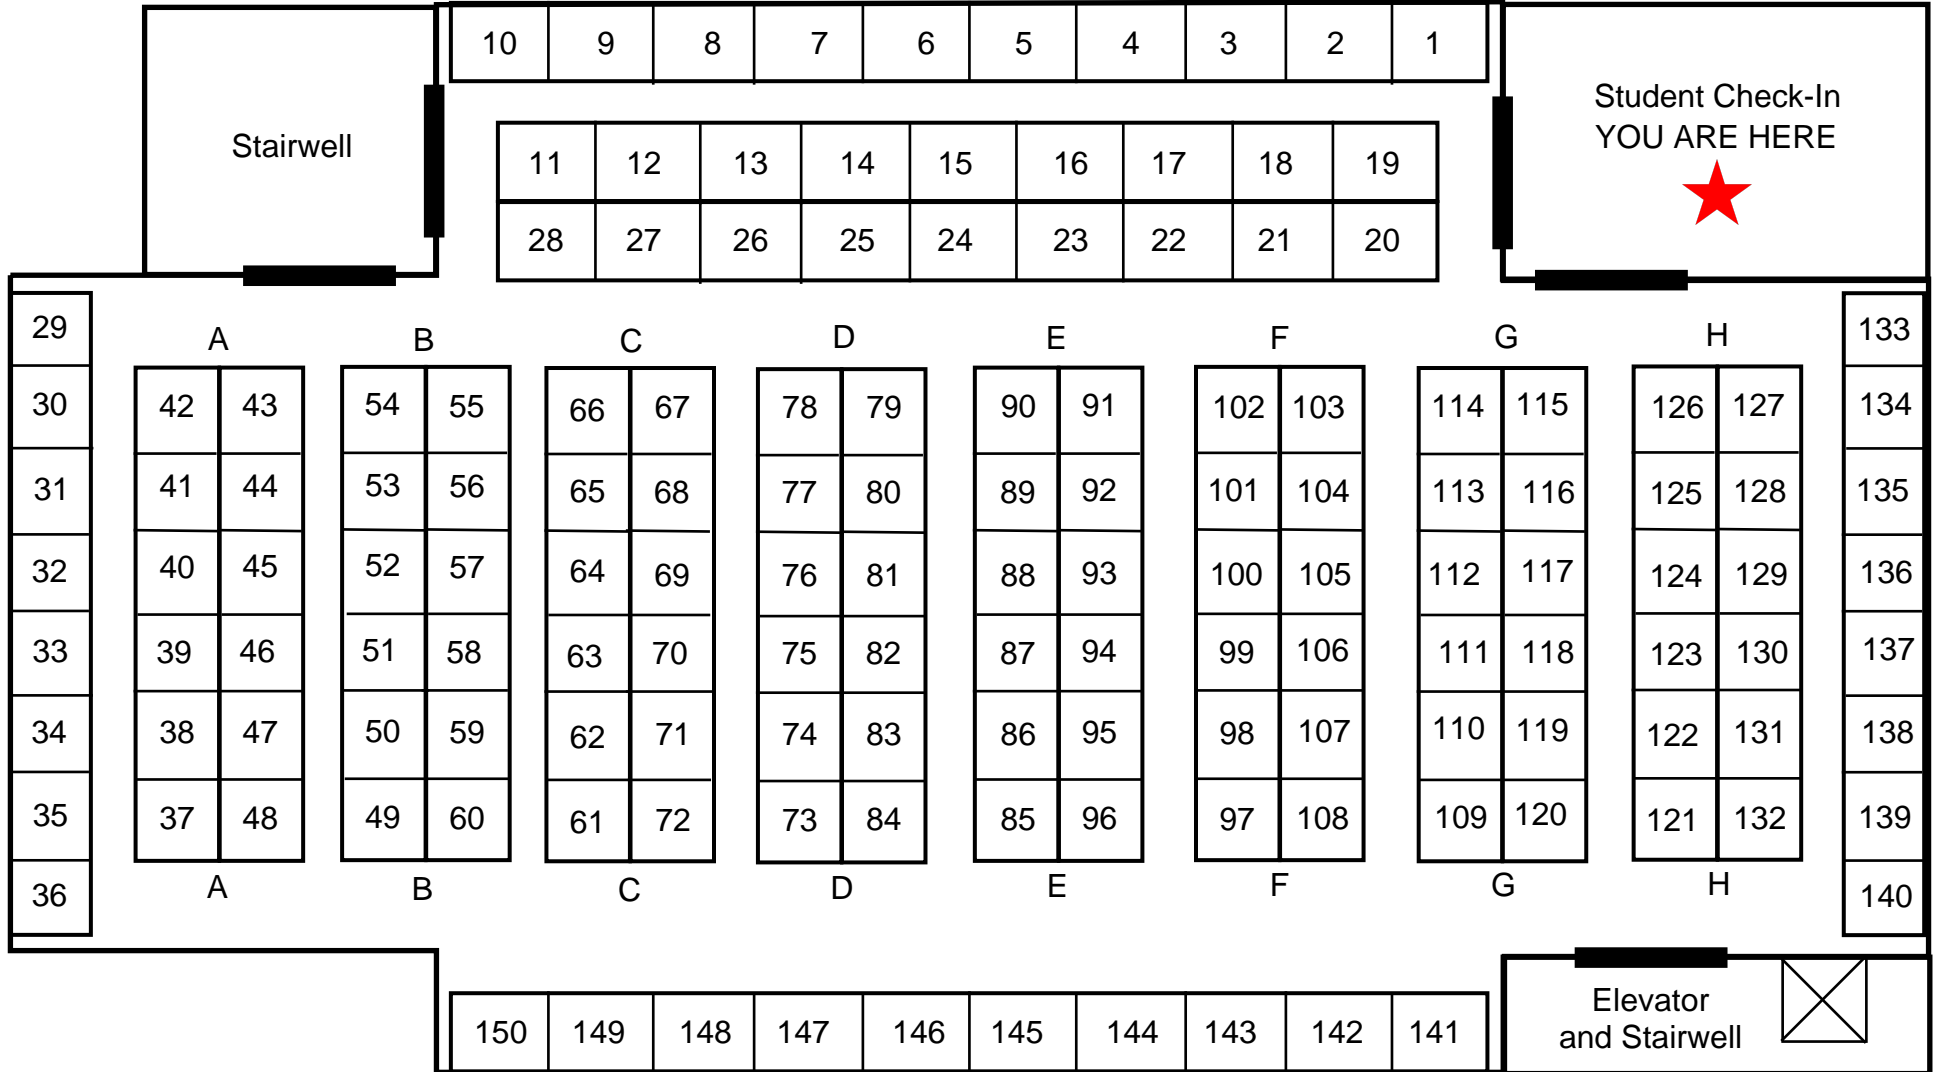 10 9 8 7 6 5 4 3 2 1
Stairwell
Student Check-In
YOU ARE HERE
11 12 13 14 15 16 17 18 19
28 27 26 25 24 23 22 21 20
A B C D E F G H
29 133
30 42 43 54 55 66 67 78 79 90 91 102 103 114 115 126 127 134
31 41 44 53 56 65 68 77 80 89 92 101 104 113 116 125 128 135
32 40 45 52 57 64 69 76 81 88 93 100 105 112 117 124 129 136
33 39 46 51 58 63 70 75 82 87 94 99 106 111 118 123 130 137
34 38 47 50 59 62 71 74 83 86 95 98 107 110 119 122 131 138
35 37 48 49 60 61 72 73 84 85 96 97 108 109 120 121 132 139
36 140
A B C D E F G H
150 149 148 147 146 145 144 143 142 141
Elevator
and Stairwell